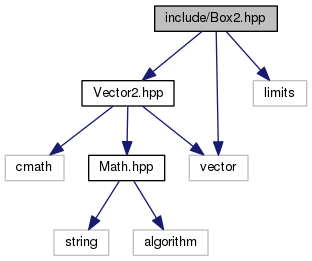 include/Box2.hpp
Vector2.hpp
limits
cmath
Math.hpp
vector
string
algorithm